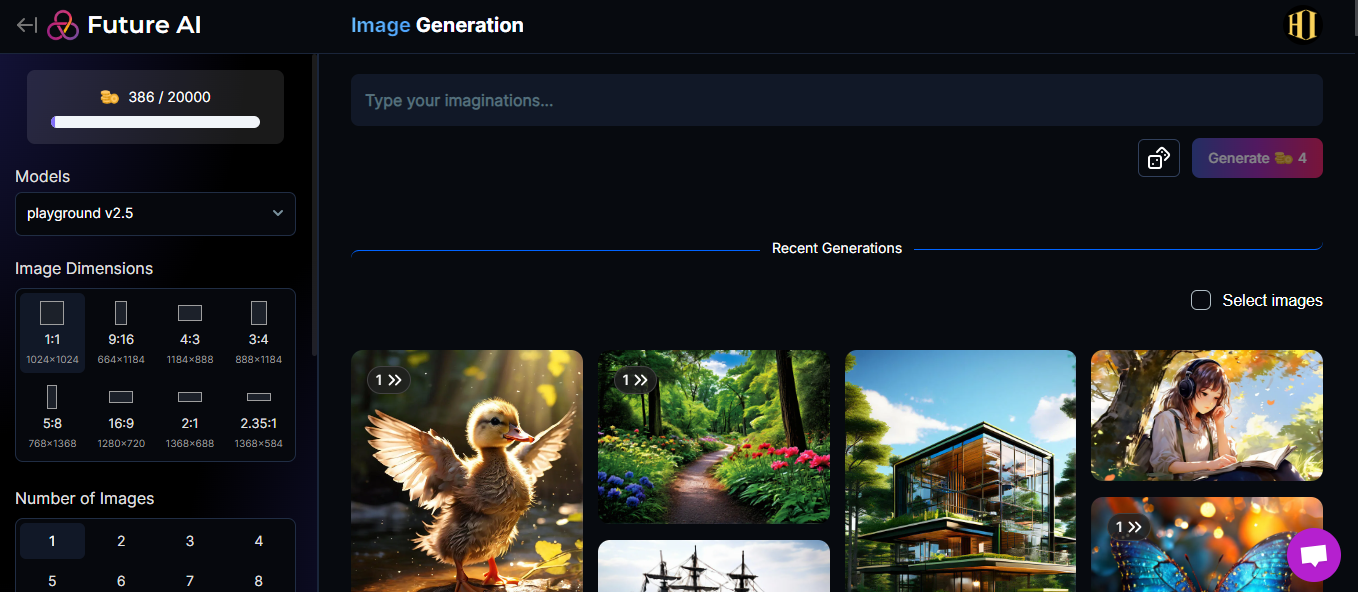 Future AI
Image Generation
386 / 20000
Type your imaginations...
Generate 4
Models
playground v2.5
Recent Generations
Image Dimensions
Select images
1:1 9:16 4:3 3:4
1024×1024 664×1184 1184×888 888×1184
5:8 16:9 2:1 2.35:1
768×1368 1280×720 1368×688 1368×584
Number of Images
1 2 3 4
5 6 7 8
1
1
1